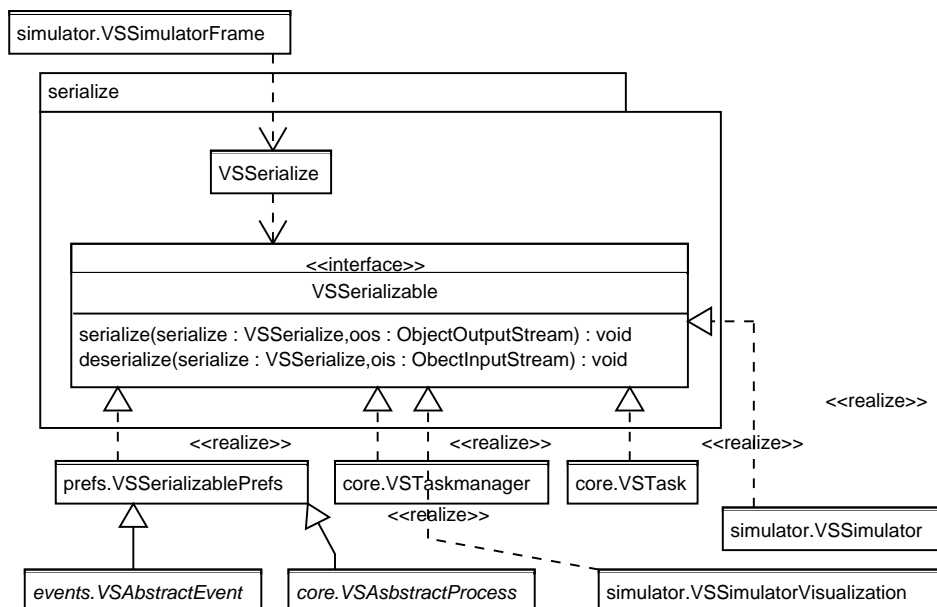 simulator.VSSimulatorFrame
serialize
VSSerialize
<<interface>>
VSSerializable
serialize(serialize : VSSerialize,oos : ObjectOutputStream) : void
deserialize(serialize : VSSerialize,ois : ObectInputStream) : void
<<realize>>
<<realize>>
<<realize>>
<<realize>>
prefs.VSSerializablePrefs
core.VSTaskmanager
core.VSTask
<<realize>>
simulator.VSSimulator
events.VSAbstractEvent
core.VSAsbstractProcess
simulator.VSSimulatorVisualization